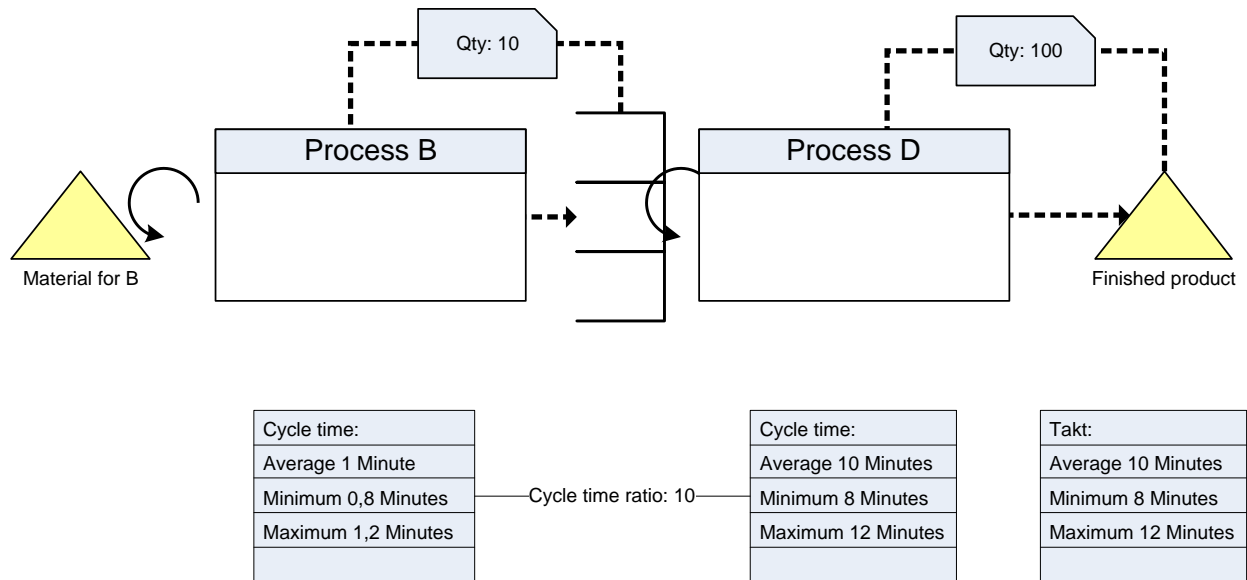 Qty: 10
Qty: 100
Process B
Process D
Material for B
Finished product
Cycle time:
Average 1 Minute
Minimum 0,8 Minutes
Maximum 1,2 Minutes
Cycle time ratio: 10
Cycle time:
Average 10 Minutes
Minimum 8 Minutes
Maximum 12 Minutes
Takt:
Average 10 Minutes
Minimum 8 Minutes
Maximum 12 Minutes